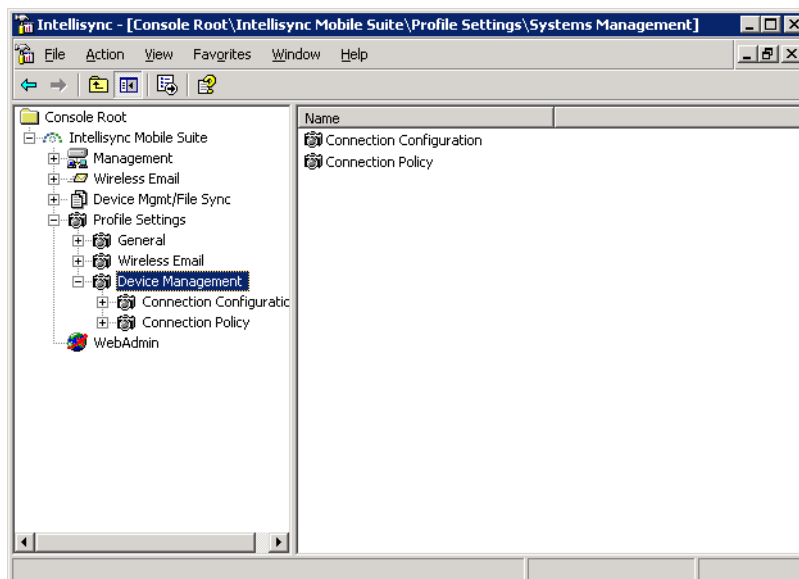 Intellisync - [Console Root\Intellisync Mobile Suite\Profile Settings\Systems Management]
File Action View Favorites Window Help
Console Root
Intellisync Mobile Suite
Management
Wireless Email
Device Mgmt/File Sync
Profile Settings
General
Wireless Email
Device Management
Connection Configuratio
Connection Policy
WebAdmin
Name
Connection Configuration
Connection Policy